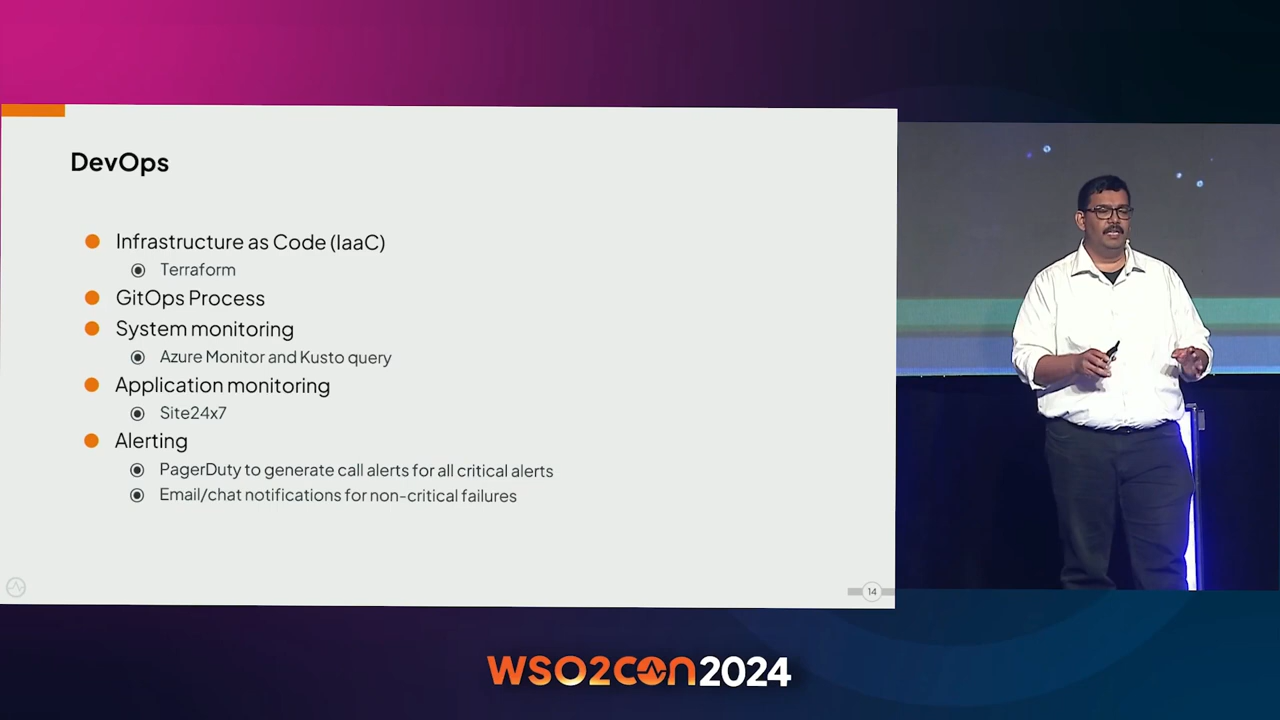 DevOps
Infrastructure as Code (IaaC)
Terraform
GitOps Process
System monitoring
Azure Monitor and Kusto query
Application monitoring
Site24x7
Alerting
PagerDuty to generate call alerts for all critical alerts
Email/chat notifications for non-critical failures
14
WSO2CON2024